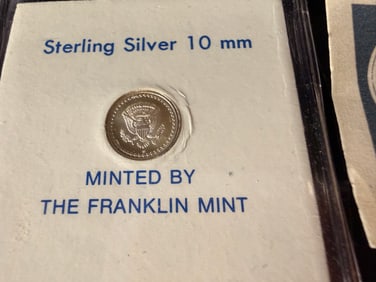 Sterling Silver 10 mm
MINTED BY
THE FRANKLIN MINT